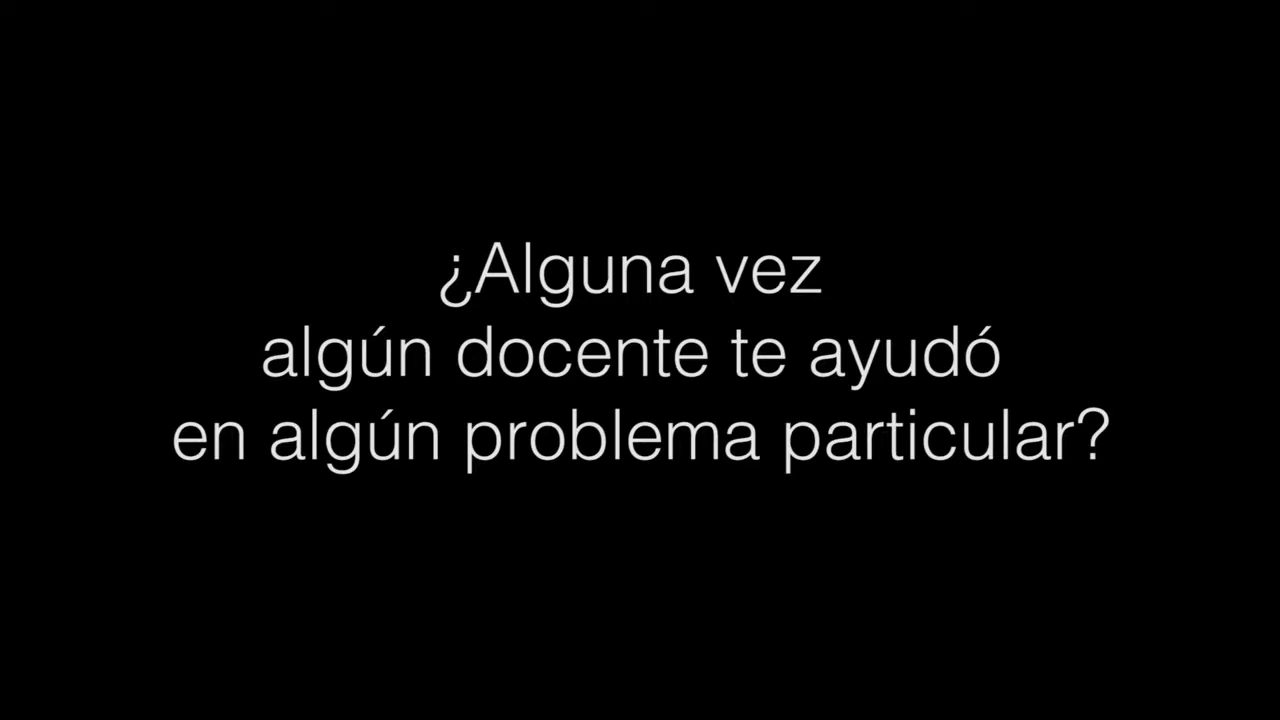 ¿Alguna vez
algún docente te ayudó
en algún problema particular?